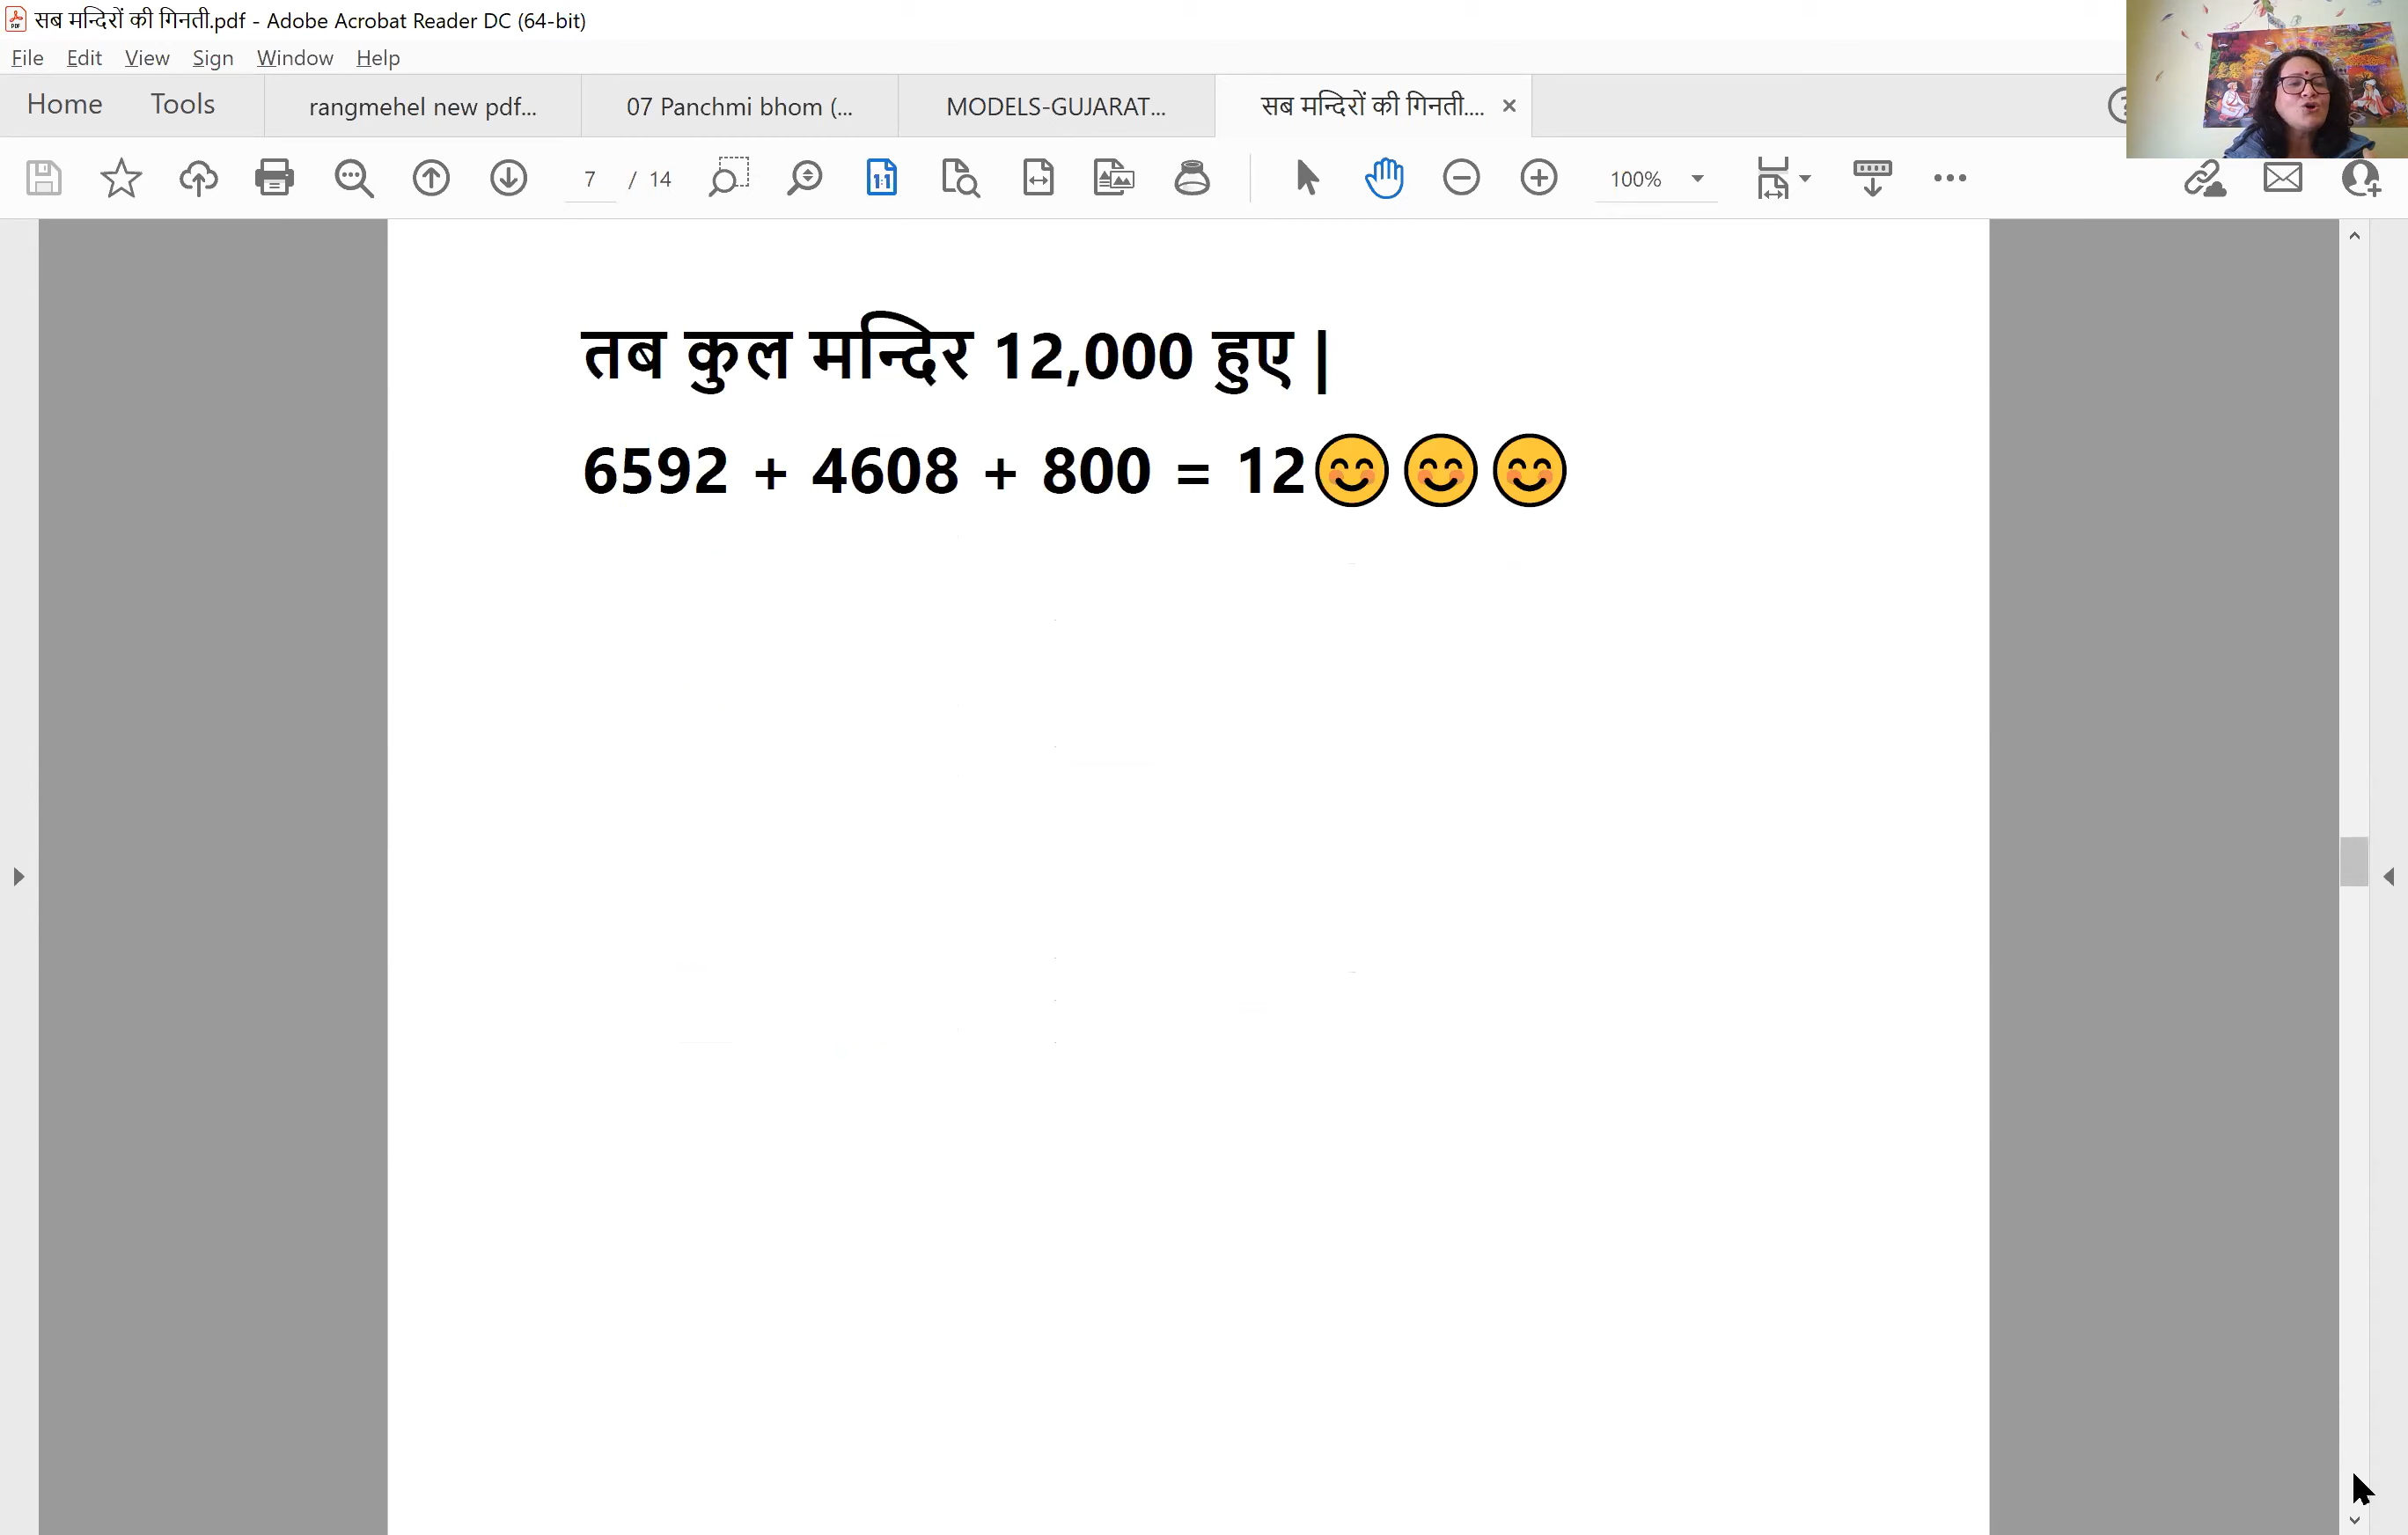 सब मन्दिरों की गिनती.pdf - Adobe Acrobat Reader DC (64-bit)
File Edit View Sign Window Help
Home Tools rangmehel new pdf... 07 Panchmi bhom (... MODELS-GUJARAT... सब मन्दिरों की गिनती....
7 / 14 1:1 100%
तब कुल मन्दिर 12,000 हुए |
6592 + 4608 + 800 = 12😊😊😊